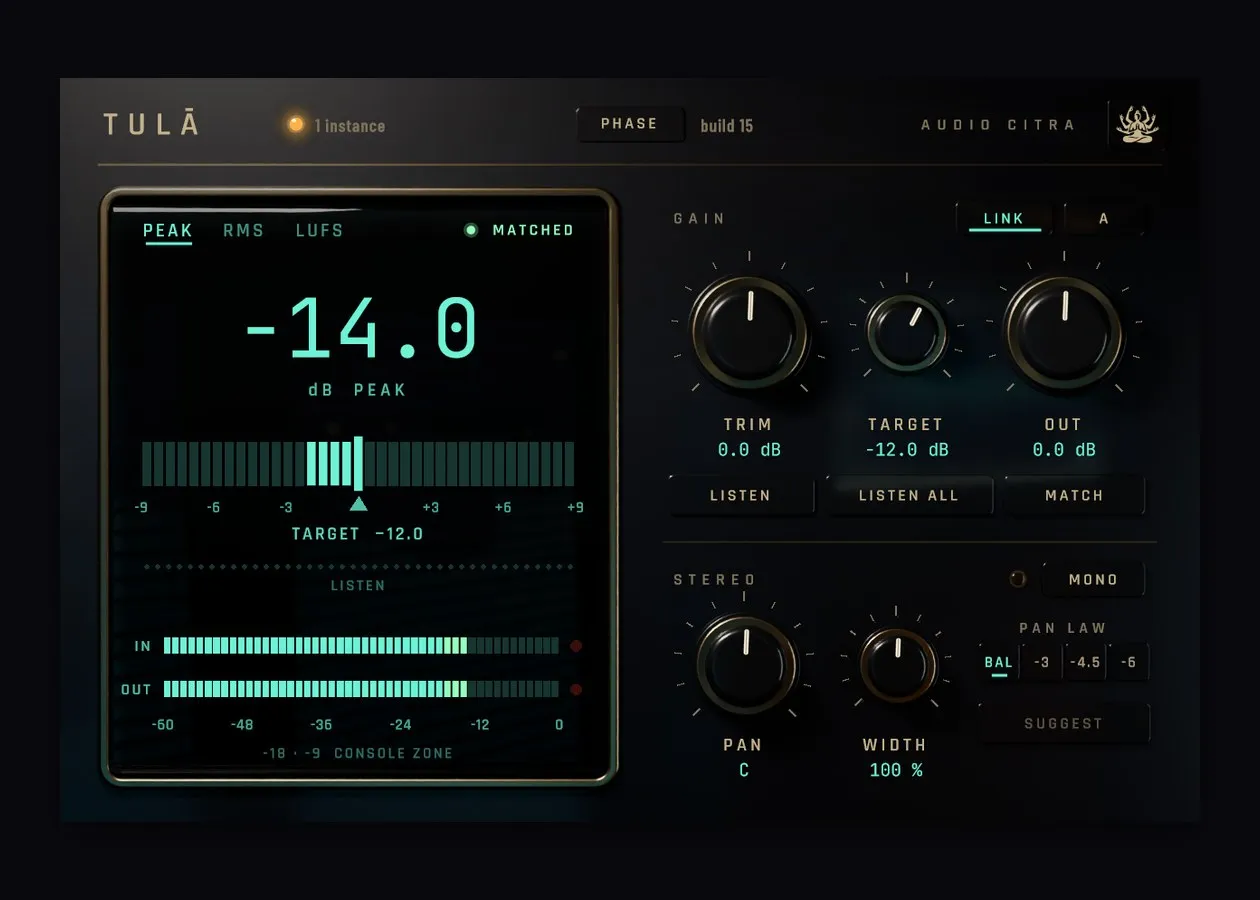 TULĀ
1 instance
PHASE
build 15
AUDIO CITRA
PEAK RMS LUFS
MATCHED
-14.0
dB PEAK
-9 -6 -3 +3 +6 +9
TARGET -12.0
LISTEN
IN
OUT
-60 -48 -36 -24 -12 0
-18 · -9 CONSOLE ZONE
GAIN
LINK A
TRIM TARGET OUT
0.0 dB -12.0 dB 0.0 dB
LISTEN LISTEN ALL MATCH
STEREO
MONO
PAN LAW
BAL -3 -4.5 -6
SUGGEST
PAN WIDTH
C 100 %